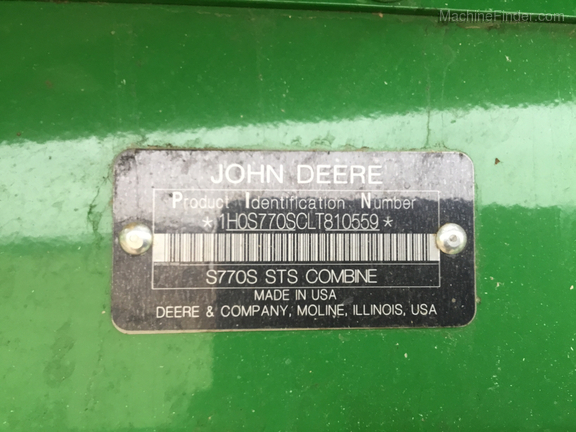 MachineFinder.com
JOHN DEERE
Product Identification Number
*1H0S770SCLT810559*
S770S STS COMBINE
MADE IN USA
DEERE & COMPANY, MOLINE, ILLINOIS, USA